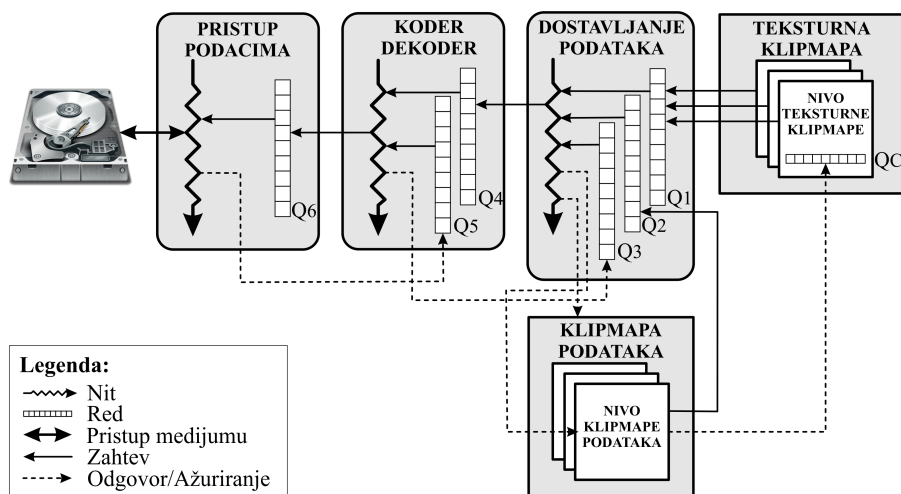 PRISTUP
PODACIMA
Q6
KODER
DEKODER
Q4
Q5
DOSTAVLJANJE
PODATAKA
Q1
Q2
Q3
TEKSTURNA
KLIPMAPA
NIVO
TEKSTURNE
KLIPMAPE
QC
KLIPMAPA
PODATAKA
NIVO
KLIPMAPE
PODATAKA
Legenda:
Nit
Red
Pristup medijumu
Zahtev
Odgovor/Ažuriranje